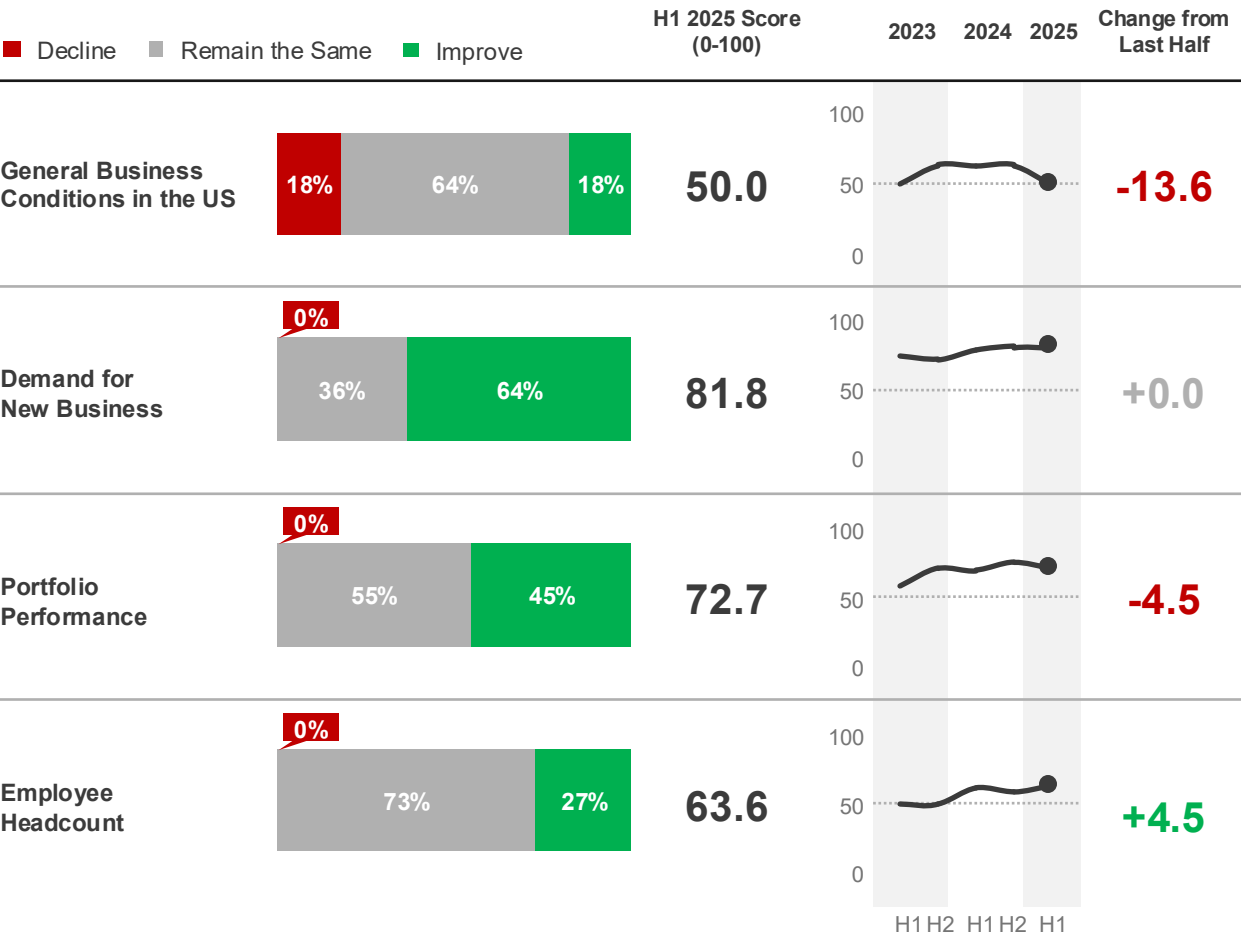 Decline
Remain the Same
Improve
H1 2025 Score
(0-100)
2023
2024
2025
Change from
Last Half
General Business
Conditions in the US
18%
64%
18%
50.0
100
50
0
-13.6
Demand for
New Business
0%
36%
64%
81.8
100
50
0
+0.0
Portfolio
Performance
0%
55%
45%
72.7
100
50
0
-4.5
Employee
Headcount
0%
73%
27%
63.6
100
50
0
+4.5
H1 H2 H1 H2 H1